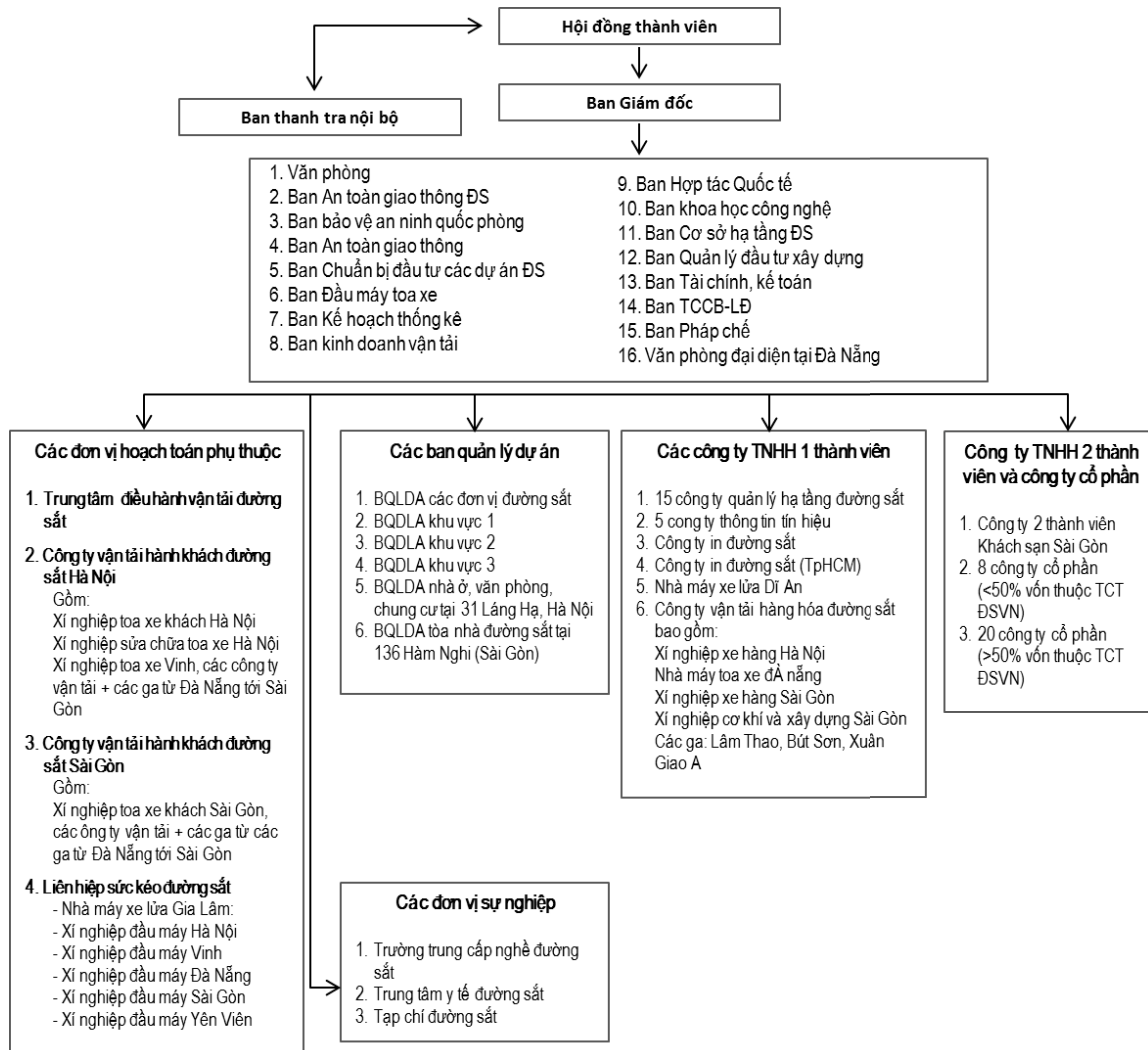 Hội đồng thành viên
Ban thanh tra nội bộ
Ban Giám đốc
1. Văn phòng
2. Ban An toàn giao thông ĐS
3. Ban bảo vệ an ninh quốc phòng
4. Ban An toàn giao thông
5. Ban Chuẩn bị đầu tư các dự án ĐS
6. Ban Đầu máy toa xe
7. Ban Kế hoạch thống kê
8. Ban kinh doanh vận tải
9. Ban Hợp tác Quốc tế
10. Ban khoa học công nghệ
11. Ban Cơ sở hạ tầng ĐS
12. Ban Quản lý đầu tư xây dựng
13. Ban Tài chính, kế toán
14. Ban TCCB-LĐ
15. Ban Pháp chế
16. Văn phòng đại diện tại Đà Nẵng
Các đơn vị hoạch toán phụ thuộc
1. Trung tâm điều hành vận tải đường
sắt
2. Công ty vận tải hành khách đường
sắt Hà Nội
Gồm:
Xí nghiệp toa xe khách Hà Nội
Xí nghiệp sửa chữa toa xe Hà Nội
Xí nghiệp toa xe Vinh, các công ty
vận tải + các ga từ Đà Nẵng tới Sài
Gòn
3. Công ty vận tải hành khách đường
sắt Sài Gòn
Gồm:
Xí nghiệp toa xe khách Sài Gòn,
các ông ty vận tải + các ga từ các
ga từ Đà Nẵng tới Sài Gòn
4. Liên hiệp sức kéo đường sắt
- Nhà máy xe lửa Gia Lâm:
- Xí nghiệp đầu máy Hà Nội
- Xí nghiệp đầu máy Vinh
- Xí nghiệp đầu máy Đà Nẵng
- Xí nghiệp đầu máy Sài Gòn
- Xí nghiệp đầu máy Yên Viên
Các ban quản lý dự án
1. BQLDA các đơn vị đường sắt
2. BQDLA khu vực 1
3. BQDLA khu vực 2
4. BQDLA khu vực 3
5. BQLDA nhà ở, văn phòng,
chung cư tại 31 Láng Hạ, Hà Nội
6. BQLDA tòa nhà đường sắt tại
136 Hàm Nghi (Sài Gòn)
Các đơn vị sự nghiệp
1. Trường trung cấp nghề đường
sắt
2. Trung tâm y tế đường sắt
3. Tạp chí đường sắt
Các công ty TNHH 1 thành viên
1. 15 công ty quản lý hạ tầng đường sắt
2. 5 cong ty thông tin tín hiệu
3. Công ty in đường sắt
4. Công ty in đường sắt (TpHCM)
5. Nhà máy xe lửa Dĩ An
6. Công ty vận tải hàng hóa đường sắt
bao gồm:
Xí nghiệp xe hàng Hà Nội
Nhà máy toa xe đÀ nẵng
Xí nghiệp xe hàng Sài Gòn
Xí nghiệp cơ khí và xây dựng Sài Gòn
Các ga: Lâm Thao, Bút Sơn, Xuân
Giao A
Công ty TNHH 2 thành
viên và công ty cổ phần
1. Công ty 2 thành viên
Khách sạn Sài Gòn
2. 8 công ty cổ phần
(<50% vốn thuộc TCT
ĐSVN)
3. 20 công ty cổ phần
(>50% vốn thuộc TCT
ĐSVN)